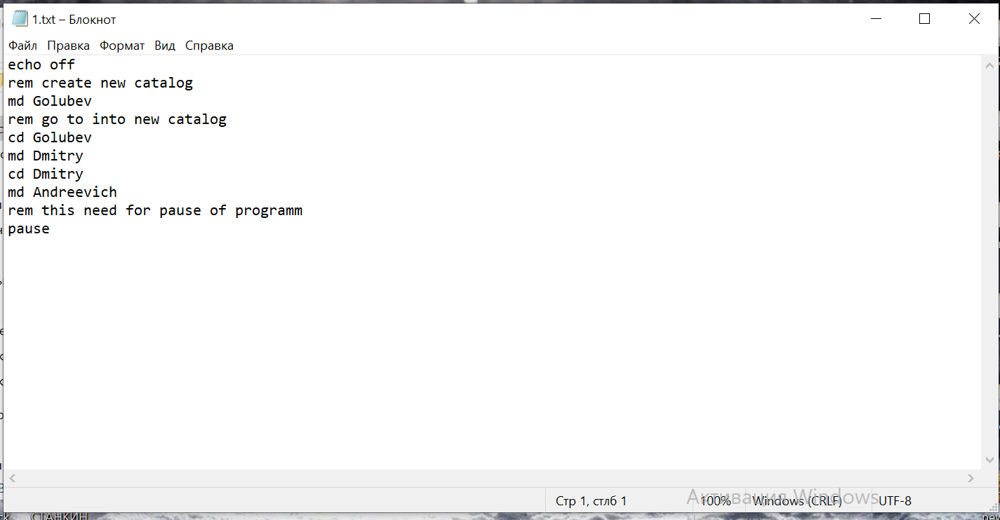 1.txt – Блокнот
Файл Правка Формат Вид Справка
echo off
rem create new catalog
md Golubev
rem go to into new catalog
cd Golubev
md Dmitry
cd Dmitry
md Andreevich
rem this need for pause of programm
pause
Активация Windows
Стр 1, стлб 1 100% Windows (CRLF) UTF-8
СТАНКИН